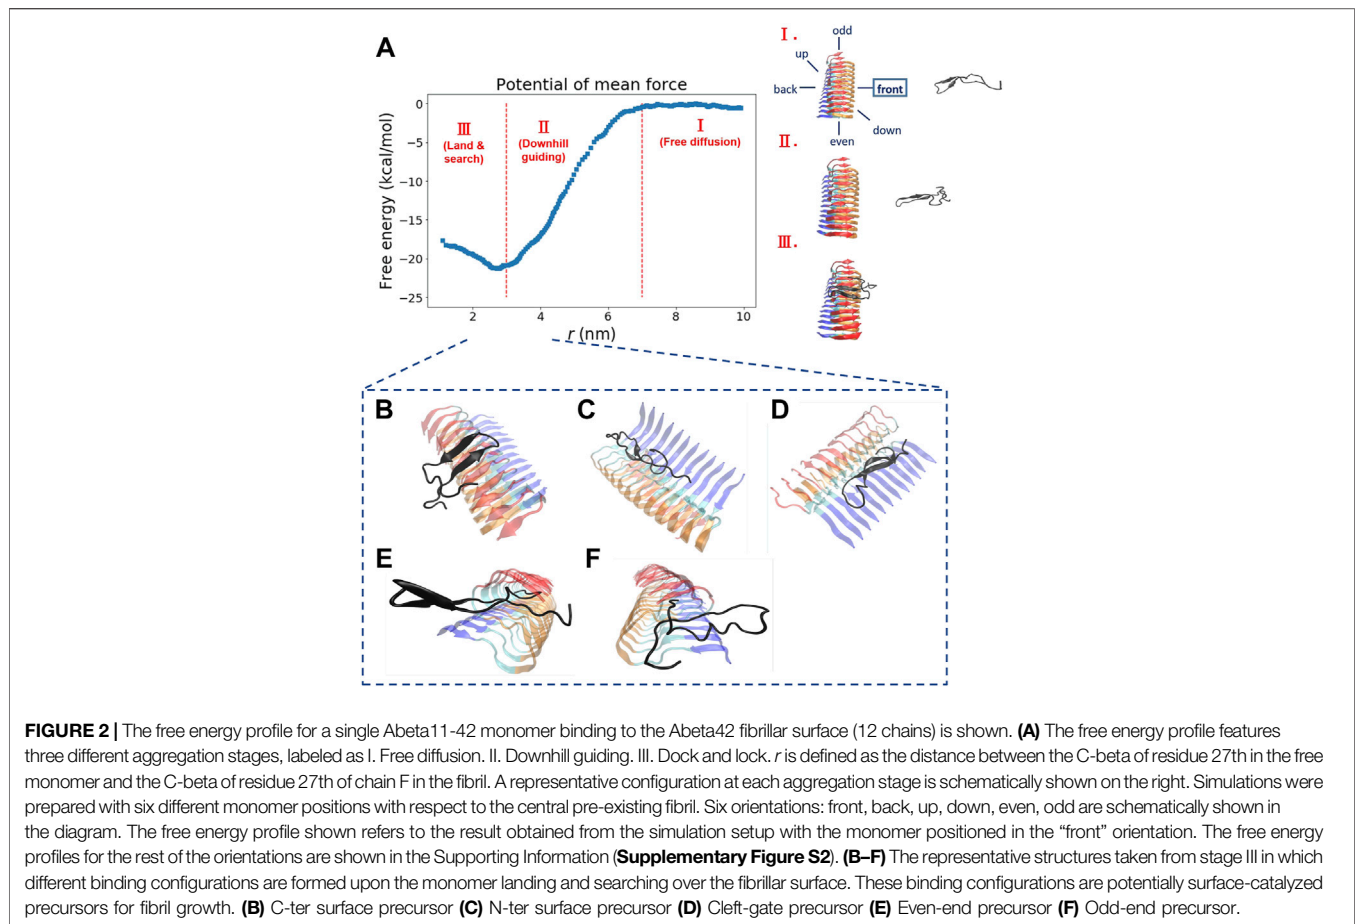 A
Potential of mean force
Free energy (kcal/mol)
0
−5
−10
−15
−20
−25
2
4
6
8
10
r (nm)
III
(Land &
search)
II
(Downhill
guiding)
I
(Free diffusion)
I.
odd
up
back
front
down
even
II.
III.
B
C
D
E
F
FIGURE 2 | The free energy profile for a single Abeta11-42 monomer binding to the Abeta42 fibrillar surface (12 chains) is shown. (A) The free energy profile features
three different aggregation stages, labeled as I. Free diffusion. II. Downhill guiding. III. Dock and lock. r is defined as the distance between the C-beta of residue 27th in the free
monomer and the C-beta of residue 27th of chain F in the fibril. A representative configuration at each aggregation stage is schematically shown on the right. Simulations were
prepared with six different monomer positions with respect to the central pre-existing fibril. Six orientations: front, back, up, down, even, odd are schematically shown in
the diagram. The free energy profile shown refers to the result obtained from the simulation setup with the monomer positioned in the “front” orientation. The free energy
profiles for the rest of the orientations are shown in the Supporting Information (Supplementary Figure S2). (B–F) The representative structures taken from stage III in which
different binding configurations are formed upon the monomer landing and searching over the fibrillar surface. These binding configurations are potentially surface-catalyzed
precursors for fibril growth. (B) C-ter surface precursor (C) N-ter surface precursor (D) Cleft-gate precursor (E) Even-end precursor (F) Odd-end precursor.